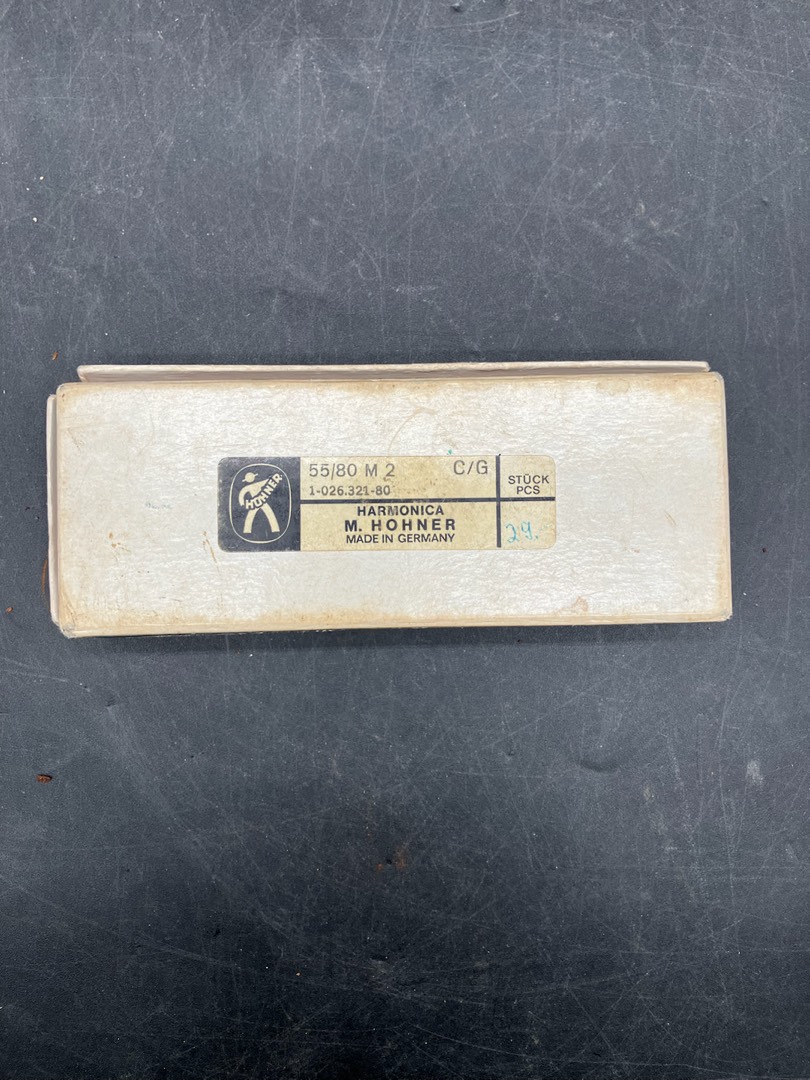 HOHNER
55/80 M 2 C/G
1-026.321-80
STÜCK
PCS
HARMONICA
M. HOHNER
MADE IN GERMANY
29.